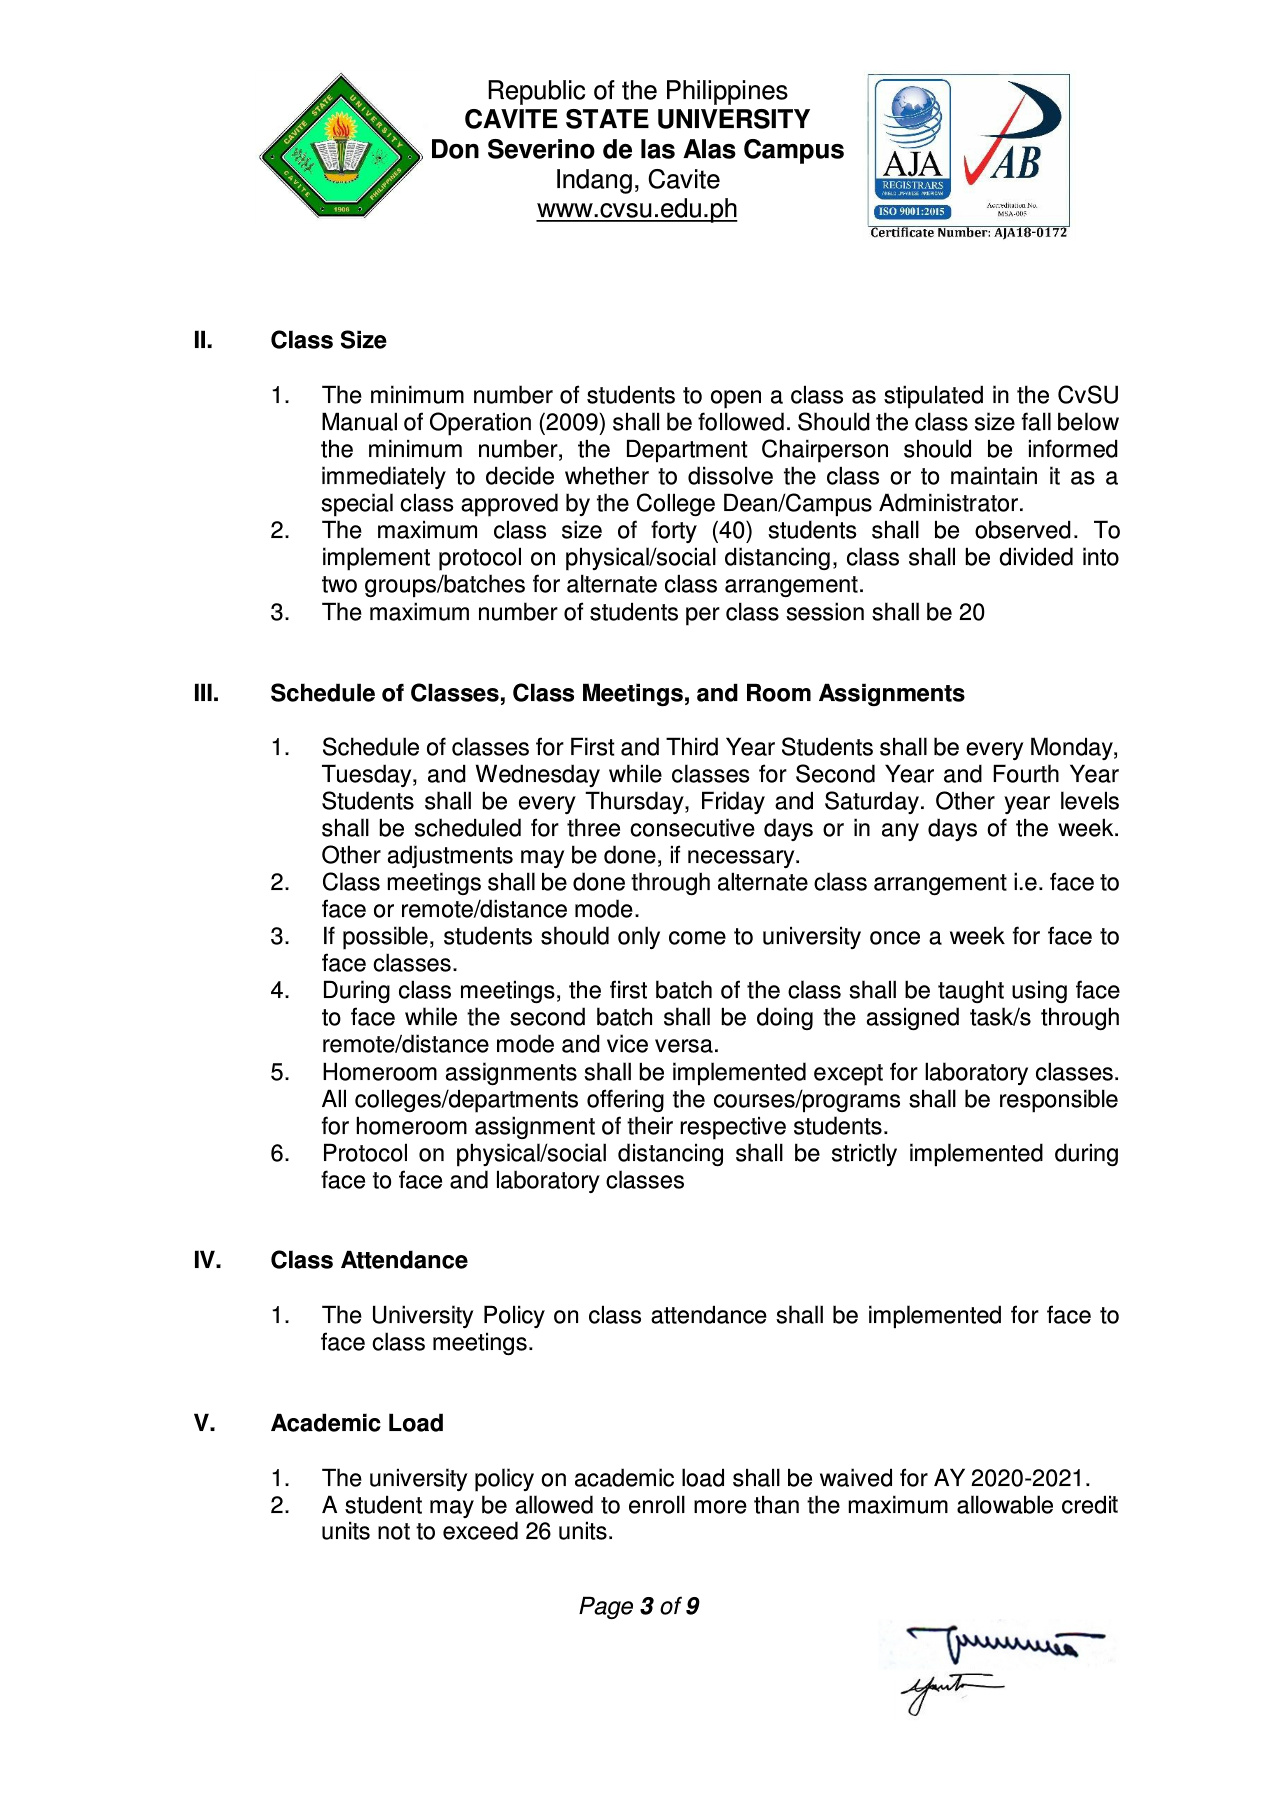 Republic of the Philippines
CAVITE STATE UNIVERSITY
Don Severino de las Alas Campus
Indang, Cavite
www.cvsu.edu.ph
CAVITE STATE UNIVERSITY
CAVITE PHILIPPINES
1906
AJA
REGISTRARS
ANGLO JAPANESE AMERICAN
ISO 9001:2015
PAB
Accreditation No.
MSA-005
Certificate Number: AJA18-0172
II. Class Size
1. The minimum number of students to open a class as stipulated in the CvSU
Manual of Operation (2009) shall be followed. Should the class size fall below
the minimum number, the Department Chairperson should be informed
immediately to decide whether to dissolve the class or to maintain it as a
special class approved by the College Dean/Campus Administrator.
2. The maximum class size of forty (40) students shall be observed. To
implement protocol on physical/social distancing, class shall be divided into
two groups/batches for alternate class arrangement.
3. The maximum number of students per class session shall be 20
III. Schedule of Classes, Class Meetings, and Room Assignments
1. Schedule of classes for First and Third Year Students shall be every Monday,
Tuesday, and Wednesday while classes for Second Year and Fourth Year
Students shall be every Thursday, Friday and Saturday. Other year levels
shall be scheduled for three consecutive days or in any days of the week.
Other adjustments may be done, if necessary.
2. Class meetings shall be done through alternate class arrangement i.e. face to
face or remote/distance mode.
3. If possible, students should only come to university once a week for face to
face classes.
4. During class meetings, the first batch of the class shall be taught using face
to face while the second batch shall be doing the assigned task/s through
remote/distance mode and vice versa.
5. Homeroom assignments shall be implemented except for laboratory classes.
All colleges/departments offering the courses/programs shall be responsible
for homeroom assignment of their respective students.
6. Protocol on physical/social distancing shall be strictly implemented during
face to face and laboratory classes
IV. Class Attendance
1. The University Policy on class attendance shall be implemented for face to
face class meetings.
V. Academic Load
1. The university policy on academic load shall be waived for AY 2020-2021.
2. A student may be allowed to enroll more than the maximum allowable credit
units not to exceed 26 units.
Page 3 of 9